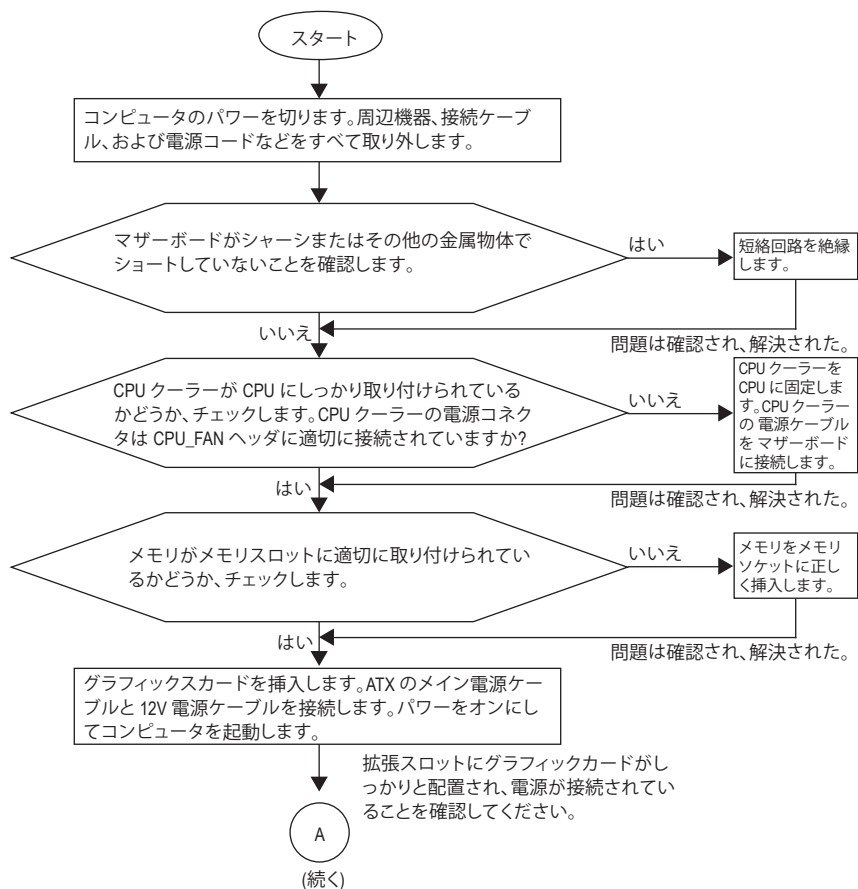 スタート
コンピュータのパワーを切ります。周辺機器、接続ケーブ
ル、および電源コードなどをすべて取り外します。
マザーボードがシャーシまたはその他の金属物体で
ショートしていないことを確認します。
はい
短絡回路を絶縁
します。
いいえ
問題は確認され、解決された。
CPU クーラーが CPU にしっかり取り付けられている
かどうか、チェックします。CPU クーラーの電源コネク
タは CPU_FAN ヘッダに適切に接続されていますか?
いいえ
CPU クーラーを
CPU に固定しま
す。CPU クーラー
の 電源ケーブル
を マザーボード
に接続します。
はい
問題は確認され、解決された。
メモリがメモリスロットに適切に取り付けられてい
るかどうか、チェックします。
いいえ
メモリをメモリ
ソケットに正し
く挿入します。
はい
問題は確認され、解決された。
グラフィックスカードを挿入します。ATX のメイン電源ケー
ブルと 12V 電源ケーブルを接続します。パワーをオンにし
てコンピュータを起動します。
拡張スロットにグラフィックカードがし
っかりと配置され、電源が接続されてい
ることを確認してください。
A
(続く)